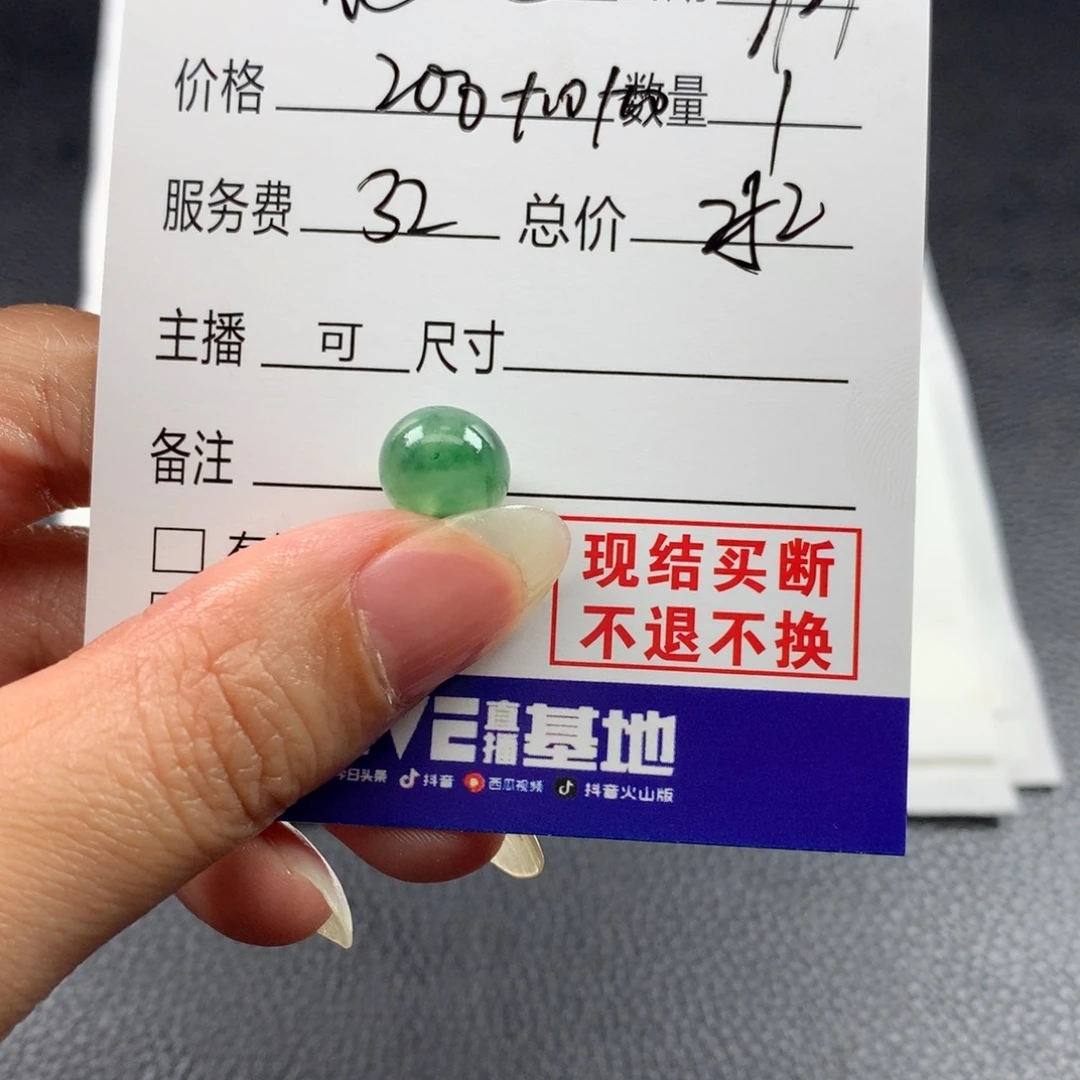 价格 200+100 数量 1
服务费 32 总价
主播 可 尺寸
备注
现结买断
不退不换
直播基地
今日头条 抖音 西瓜视频 抖音火山版